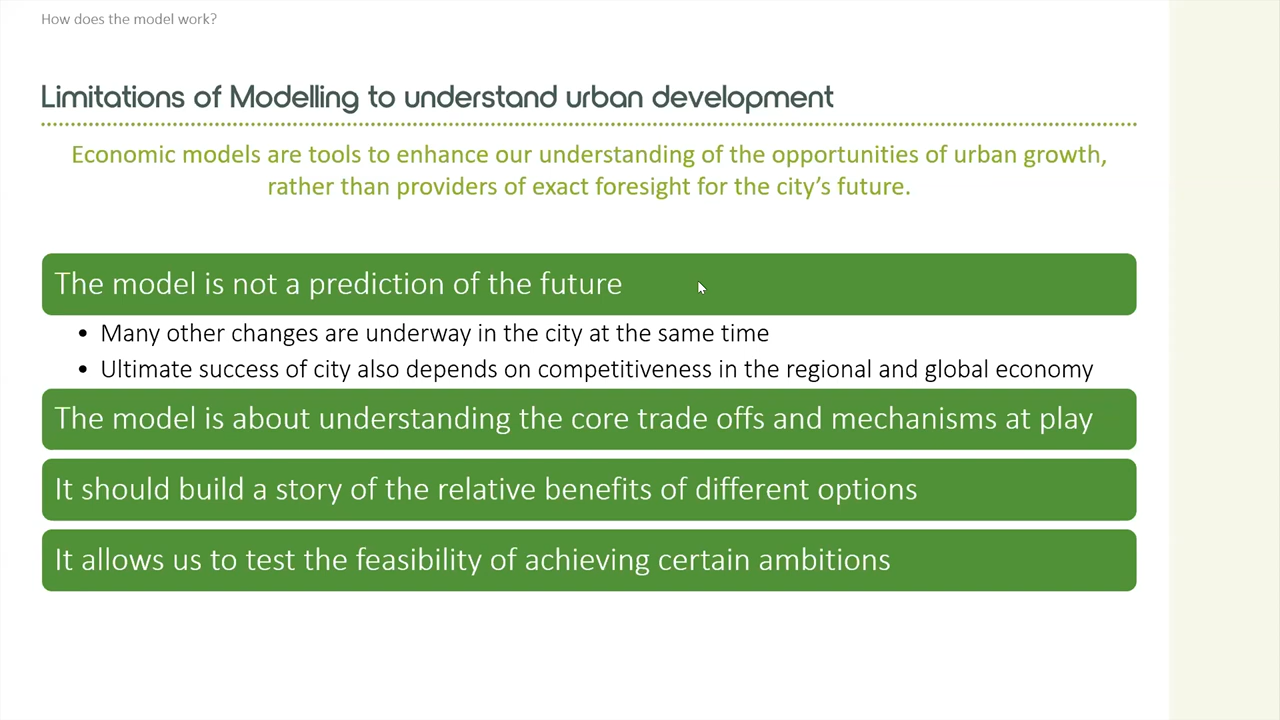 How does the model work?
Limitations of Modelling to understand urban development
Economic models are tools to enhance our understanding of the opportunities of urban growth,
rather than providers of exact foresight for the city's future.
The model is not a prediction of the future
• Many other changes are underway in the city at the same time
• Ultimate success of city also depends on competitiveness in the regional and global economy
The model is about understanding the core trade offs and mechanisms at play
It should build a story of the relative benefits of different options
It allows us to test the feasibility of achieving certain ambitions